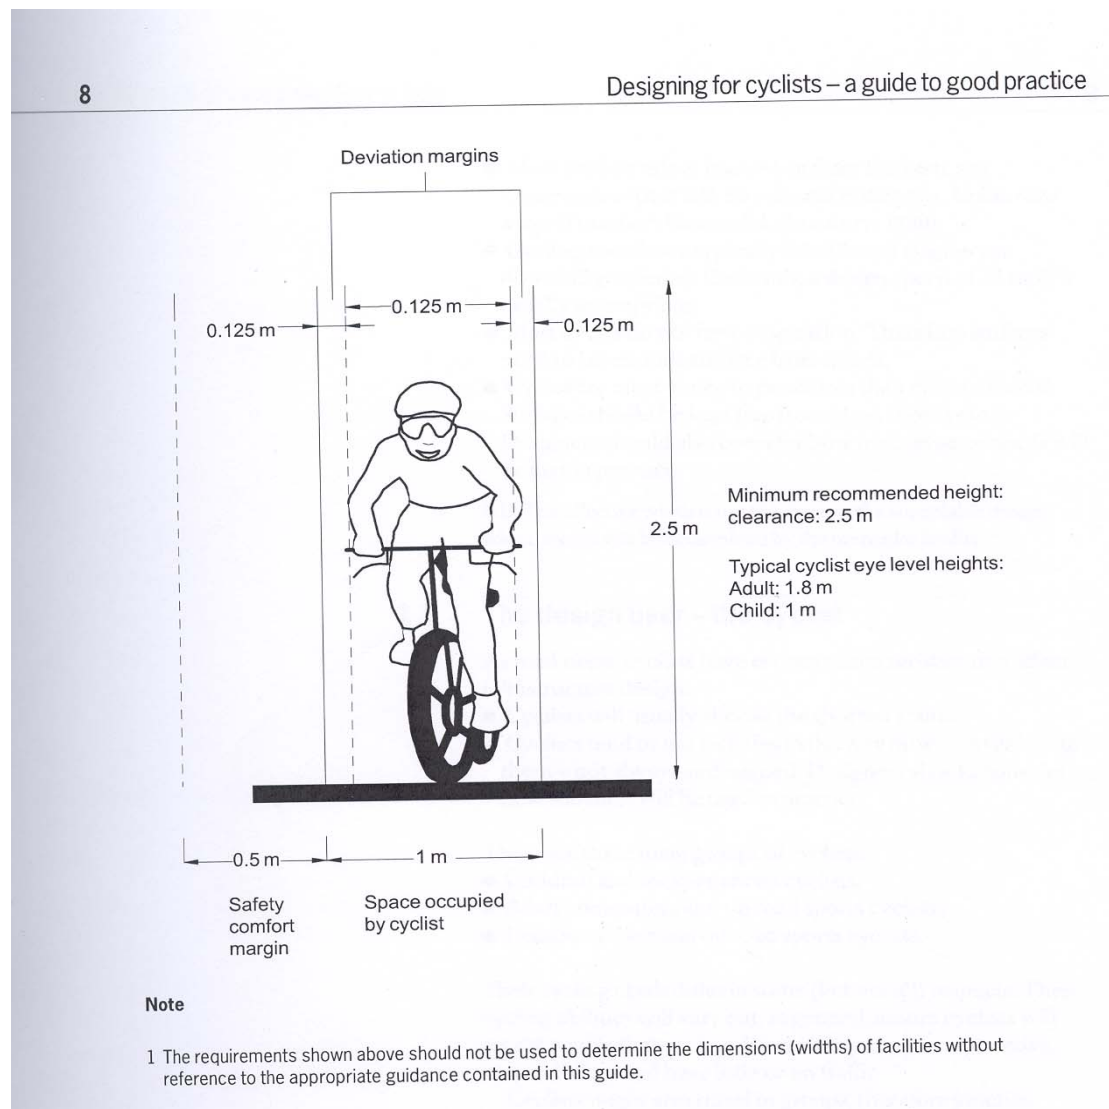 8
Designing for cyclists – a guide to good practice
Deviation margins
0.125 m
0.125 m
0.125 m
2.5 m
Minimum recommended height:
clearance: 2.5 m
Typical cyclist eye level heights:
Adult: 1.8 m
Child: 1 m
0.5 m
1 m
Safety
comfort
margin
Space occupied
by cyclist
Note
1 The requirements shown above should not be used to determine the dimensions (widths) of facilities without
reference to the appropriate guidance contained in this guide.